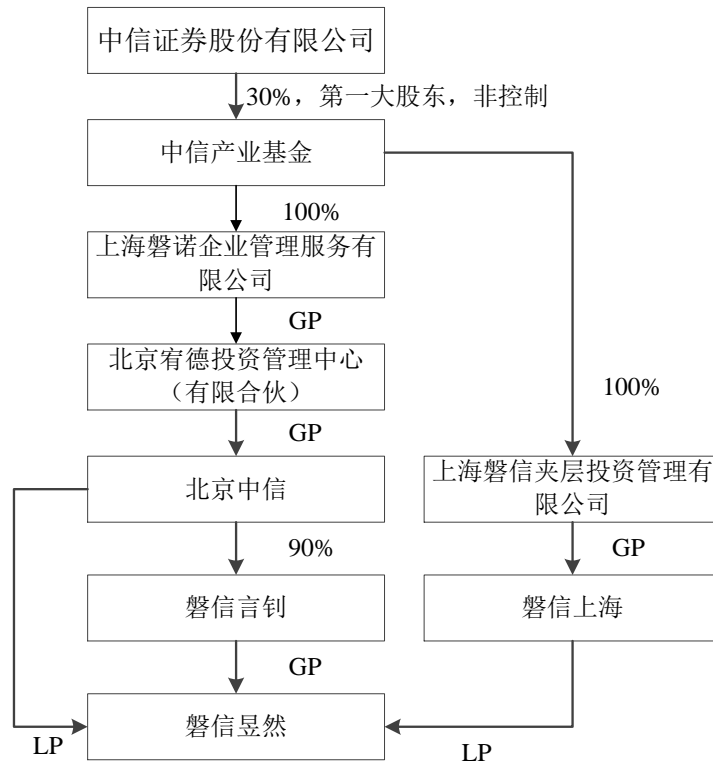 中信证券股份有限公司
30%，第一大股东，非控制
中信产业基金
100%
上海磐诺企业管理服务有
限公司
GP
北京宥德投资管理中心
（有限合伙）
100%
GP
北京中信
上海磐信夹层投资管理有
限公司
90%
GP
磐信言钊
磐信上海
GP
磐信昱然
LP
LP